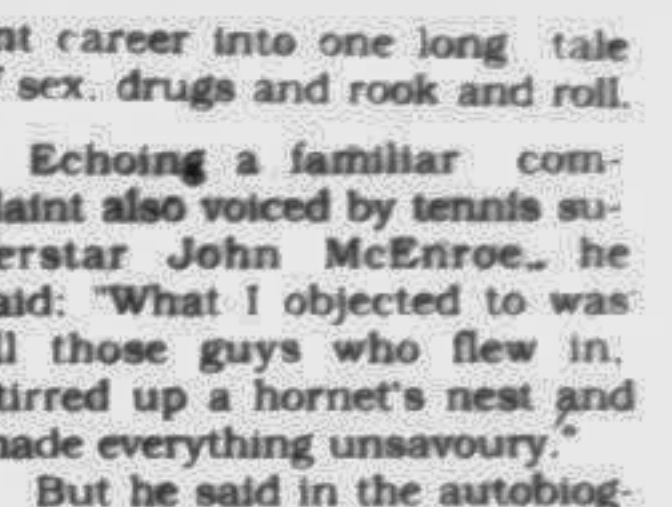 nt career into one long tale
sex. drugs and rook and roll.
Echoing a familiar com-
laint also voiced by tennis su-
erstar John McEnroe., he
aid: "What I objected to was
ll those guys who flew in,
tirred up a hornet's nest and
nade everything unsavoury."
But he said in the autobiog-